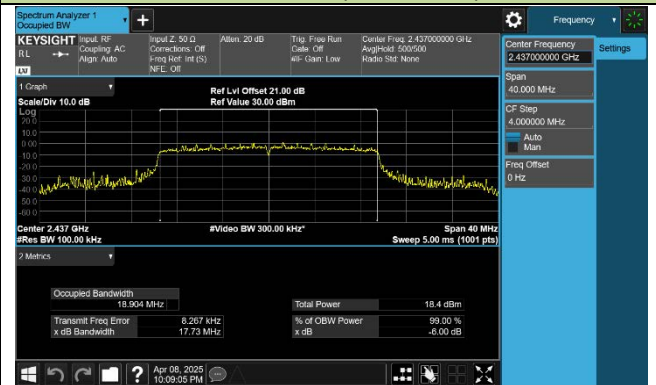 Spectrum Analyzer 1
Occupied BW
Frequency
KEYSIGHT
RL
LXI
Input: RF
Coupling: AC
Align: Auto
Input Z: 50 Ω
Corrections: Off
Freq Ref: Int (S)
NFE: Off
Atten: 20 dB
Trig: Free Run
Gate: Off
#IF Gain: Low
Center Freq: 2.437000000 GHz
Avg|Hold: 500/500
Radio Std: None
Center Frequency
2.437000000 GHz
Settings
Span
40.000 MHz
CF Step
4.000000 MHz
Auto
Man
Freq Offset
0 Hz
1 Graph
Scale/Div 10.0 dB
Ref Lvl Offset 21.00 dB
Ref Value 30.00 dBm
Log
20.0
10.0
0.00
-10.0
-20.0
-30.0
-40.0
-50.0
-60.0
Center 2.437 GHz
#Res BW 100.00 kHz
#Video BW 300.00 kHz*
Span 40 MHz
Sweep 5.00 ms (1001 pts)
2 Metrics
Occupied Bandwidth
18.904 MHz
Total Power 18.4 dBm
Transmit Freq Error 8.267 kHz
% of OBW Power 99.00 %
x dB Bandwidth 17.73 MHz
x dB -6.00 dB
Apr 08, 2025
10:09:05 PM